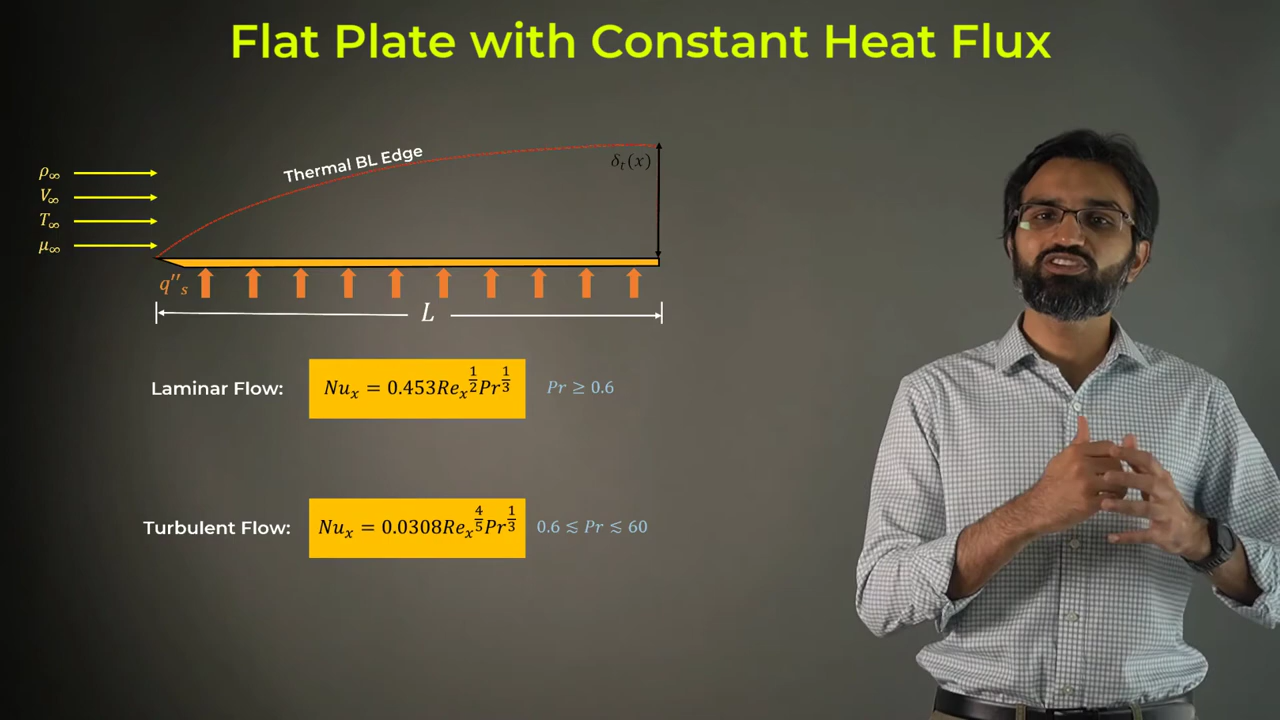 Flat Plate with Constant Heat Flux
Thermal BL Edge
δₜ(x)
ρ∞
V∞
T∞
μ∞
q″ₛ
L
Laminar Flow: Nuₓ = 0.453Reₓ^(1/2)Pr^(1/3) Pr ≥ 0.6
Turbulent Flow: Nuₓ = 0.0308Reₓ^(4/5)Pr^(1/3) 0.6 ≲ Pr ≲ 60